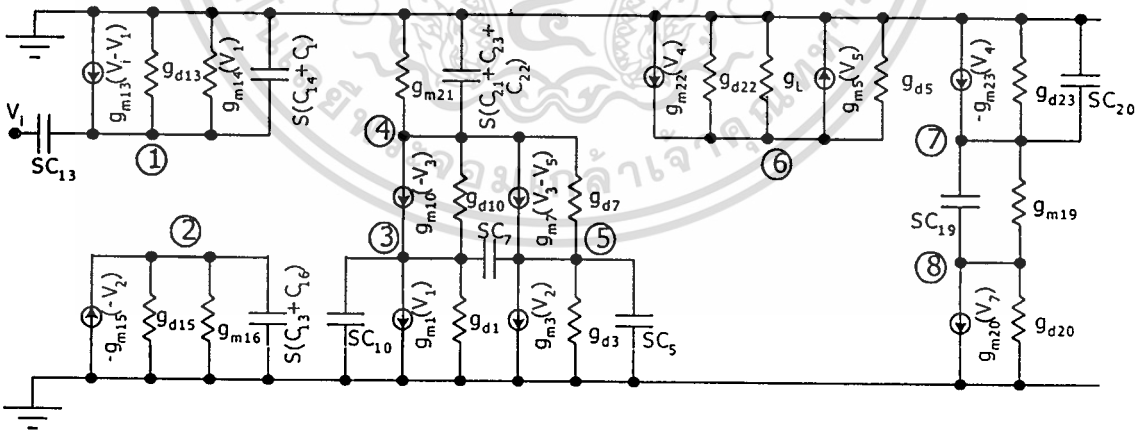 g_m13(V_i-V_1)
g_d13
g_m14(V_1)
S(C_14+C_1)
g_m21
S(C_21+C_23+
C_22)
g_m22(V_4)
g_d22
g_L
g_m5(V_5)
g_d5
-g_m23(V_4)
g_d23
SC_20
V_i
SC_13
①
④
⑥
⑦
g_m10(-V_3)
g_d10
g_m7(V_3-V_5)
g_d7
SC_19
g_m19
②
③
SC_7
⑤
⑧
-g_m15(-V_2)
g_d15
g_m16
S(C_13+C_16)
SC_10
g_m1(V_1)
g_d1
g_m3(V_2)
g_d3
SC_5
g_m20(V_7)
g_d20